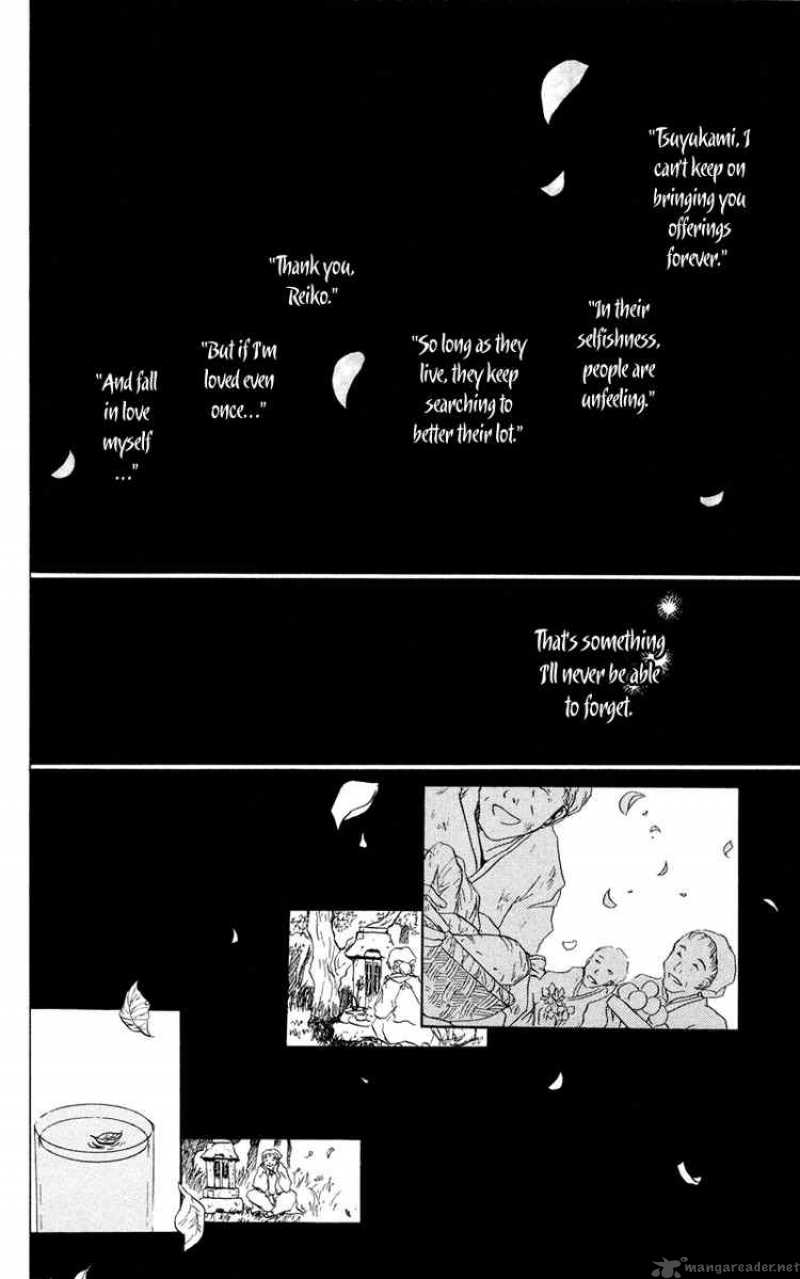 "Tsuyukami, I
can't keep on
bringing you
offerings
forever."
"In their
selfishness,
people are
unfeeling."
"So long as they
live, they keep
searching to
better their lot."
"Thank you,
Reiko."
"But if I'm
loved even
once..."
"And fall
in love
myself
..."
That's something
I'll never be able
to forget.
mangareader.net